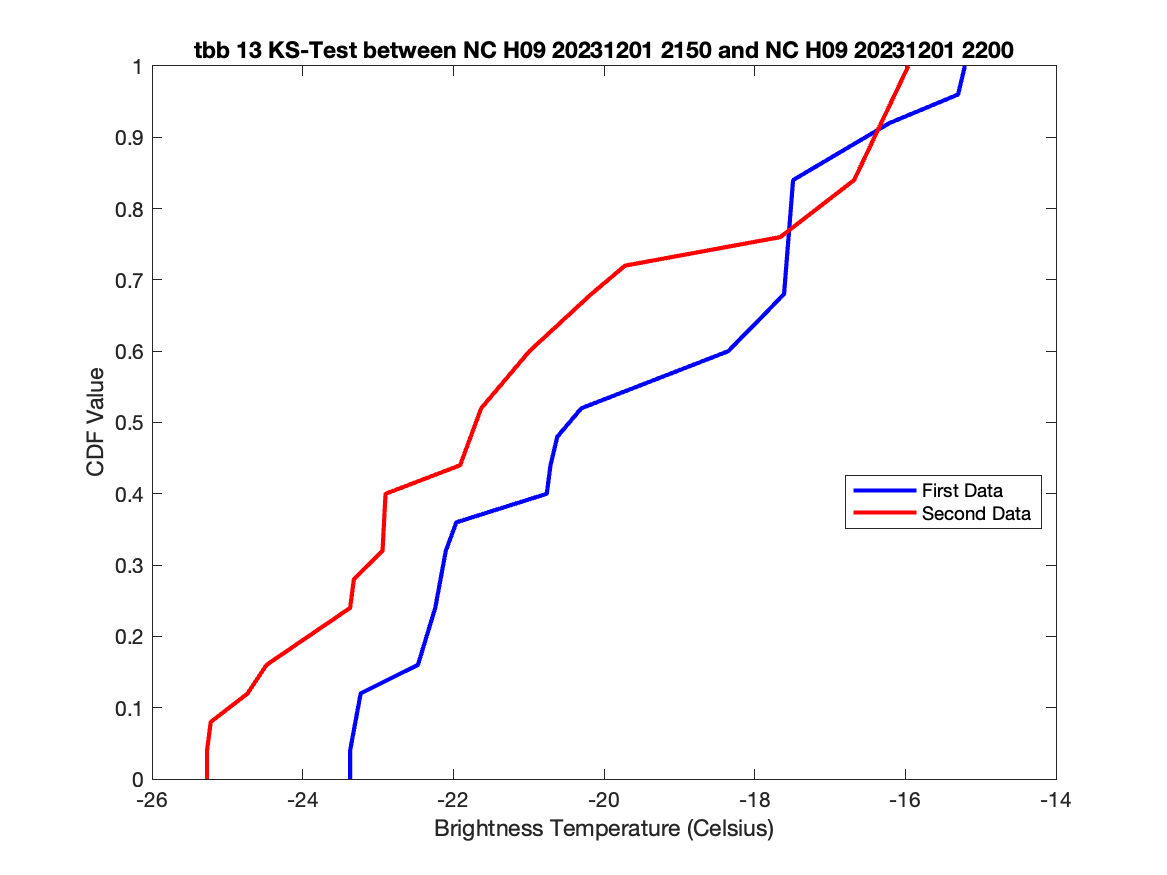 tbb 13 KS-Test between NC H09 20231201 2150 and NC H09 20231201 2200
1
0.9
0.8
0.7
0.6
0.5
0.4
0.3
0.2
0.1
0
CDF Value
First Data
Second Data
-26 -24 -22 -20 -18 -16 -14
Brightness Temperature (Celsius)